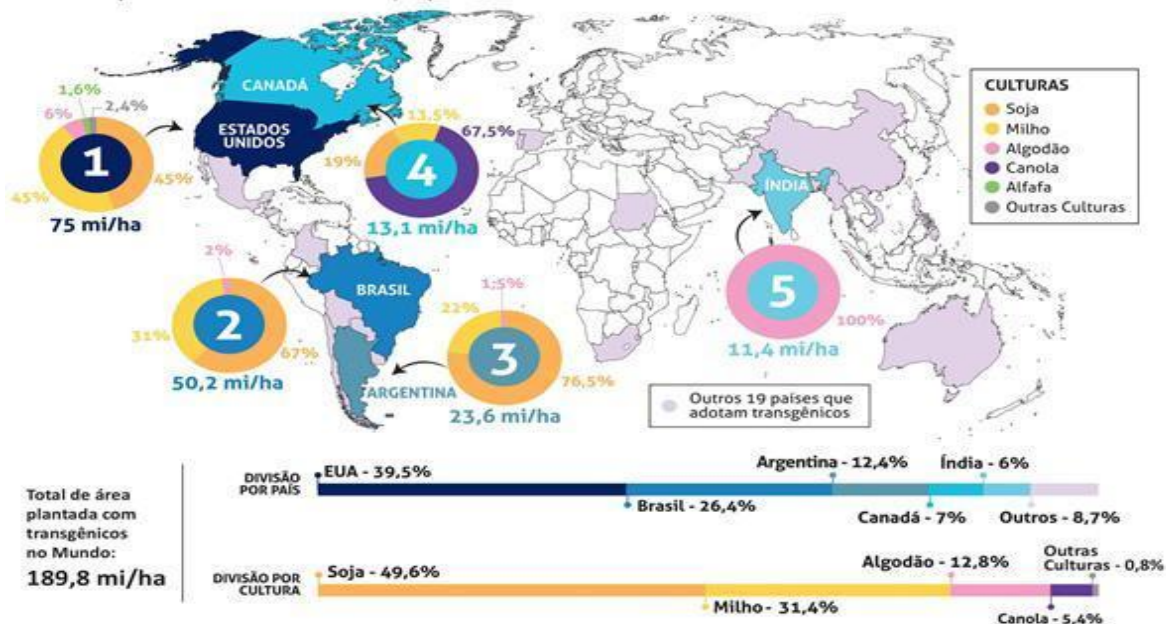 CANADÁ
ESTADOS
UNIDOS
1,6%
6%
2,4%
1
45%
45%
75 mi/ha
13,5%
67,5%
19%
4
13,1 mi/ha
CULTURAS
Soja
Milho
Algodão
Canola
Alfafa
Outras Culturas
ÍNDIA
5
100%
11,4 mi/ha
BRASIL
2%
2
31%
67%
50,2 mi/ha
1,5%
22%
3
76,5%
ARGENTINA
23,6 mi/ha
Outros 19 países que
adotam transgênicos
Total de área
plantada com
transgênicos
no Mundo:
189,8 mi/ha
DIVISÃO
POR PAÍS
EUA - 39,5%
Brasil - 26,4%
Argentina - 12,4%
Canadá - 7%
Índia - 6%
Outros - 8,7%
DIVISÃO POR
CULTURA
Soja - 49,6%
Milho - 31,4%
Algodão - 12,8%
Canola - 5,4%
Outras
Culturas - 0,8%